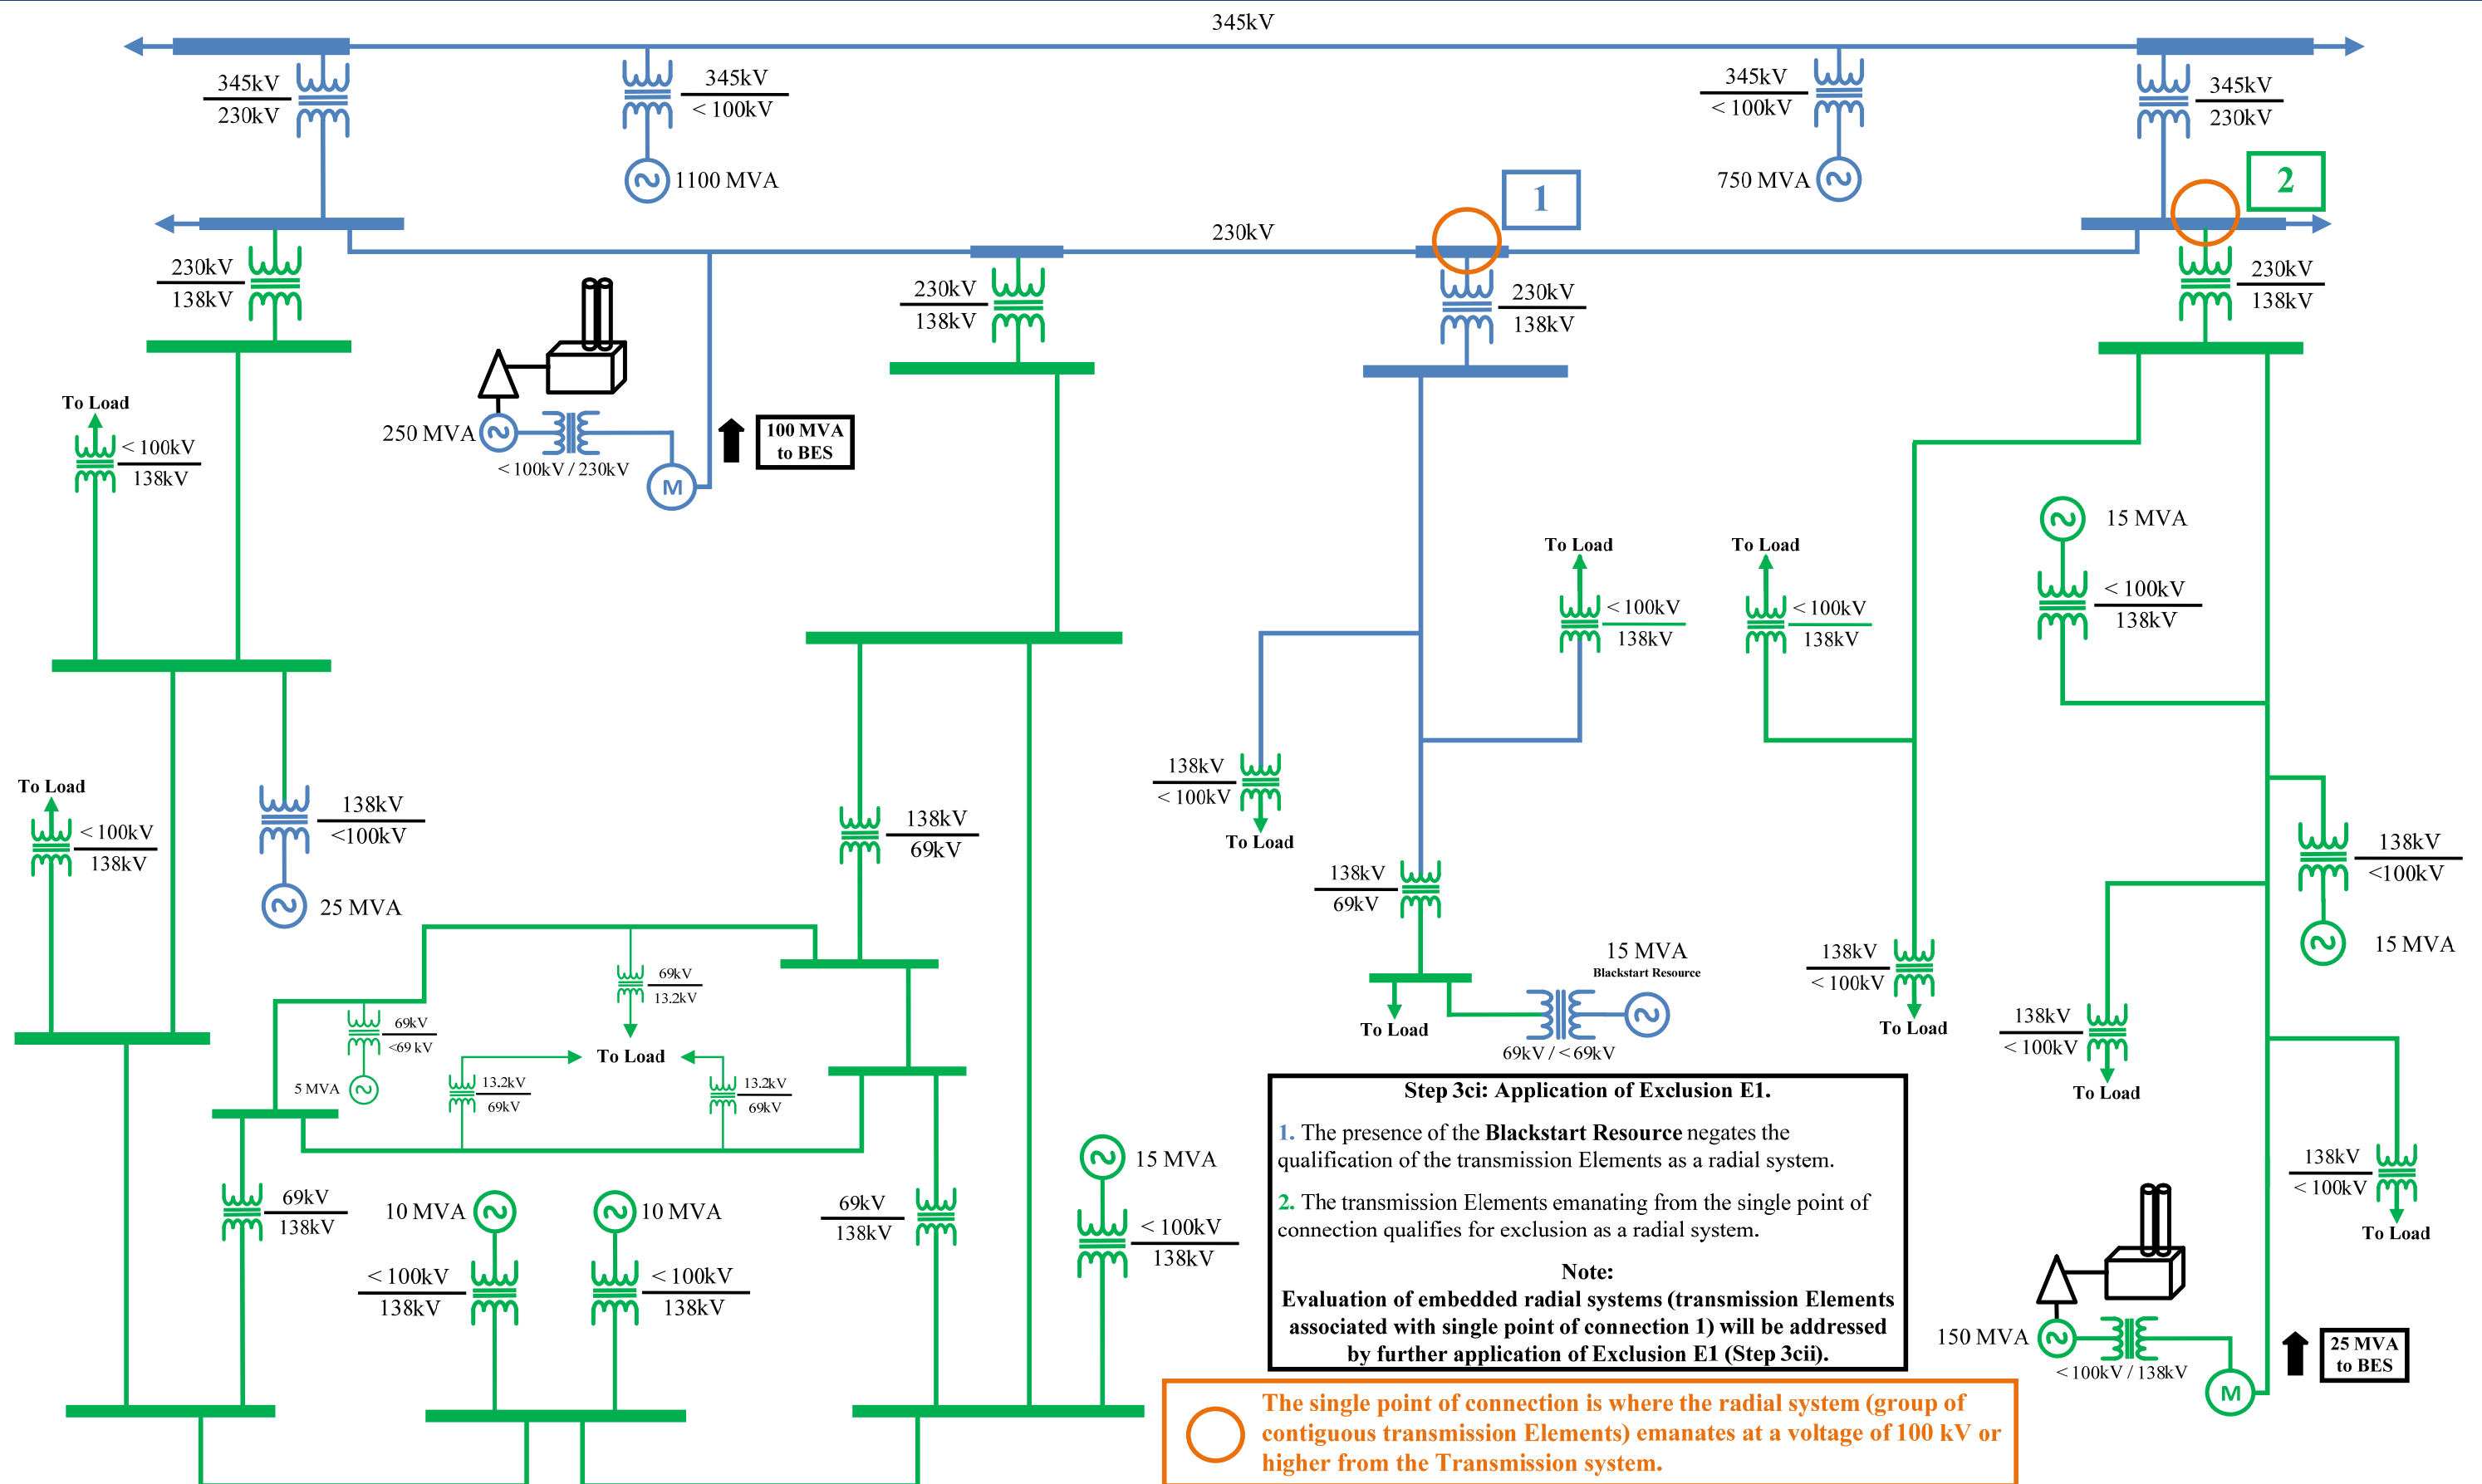 345kV
345kV
230kV
345kV
< 100kV
1100 MVA
345kV
< 100kV
750 MVA
345kV
230kV
1
2
230kV
230kV
138kV
230kV
138kV
230kV
138kV
230kV
138kV
To Load
< 100kV
138kV
250 MVA
< 100kV / 230kV
M
100 MVA
to BES
15 MVA
< 100kV
138kV
To Load
< 100kV
138kV
To Load
< 100kV
138kV
138kV
< 100kV
To Load
To Load
< 100kV
138kV
138kV
<100kV
25 MVA
138kV
69kV
138kV
<100kV
15 MVA
138kV
69kV
15 MVA
Blackstart Resource
To Load
69kV / < 69kV
138kV
< 100kV
To Load
138kV
< 100kV
To Load
69kV
13.2kV
69kV
<69 kV
5 MVA
To Load
13.2kV
69kV
13.2kV
69kV
69kV
138kV
10 MVA
< 100kV
138kV
10 MVA
< 100kV
138kV
69kV
138kV
15 MVA
< 100kV
138kV
138kV
< 100kV
To Load
150 MVA
< 100kV / 138kV
M
25 MVA
to BES
Step 3ci: Application of Exclusion E1.
1. The presence of the Blackstart Resource negates the
qualification of the transmission Elements as a radial system.
2. The transmission Elements emanating from the single point of
connection qualifies for exclusion as a radial system.
Note:
Evaluation of embedded radial systems (transmission Elements
associated with single point of connection 1) will be addressed
by further application of Exclusion E1 (Step 3cii).
The single point of connection is where the radial system (group of
contiguous transmission Elements) emanates at a voltage of 100 kV or
higher from the Transmission system.